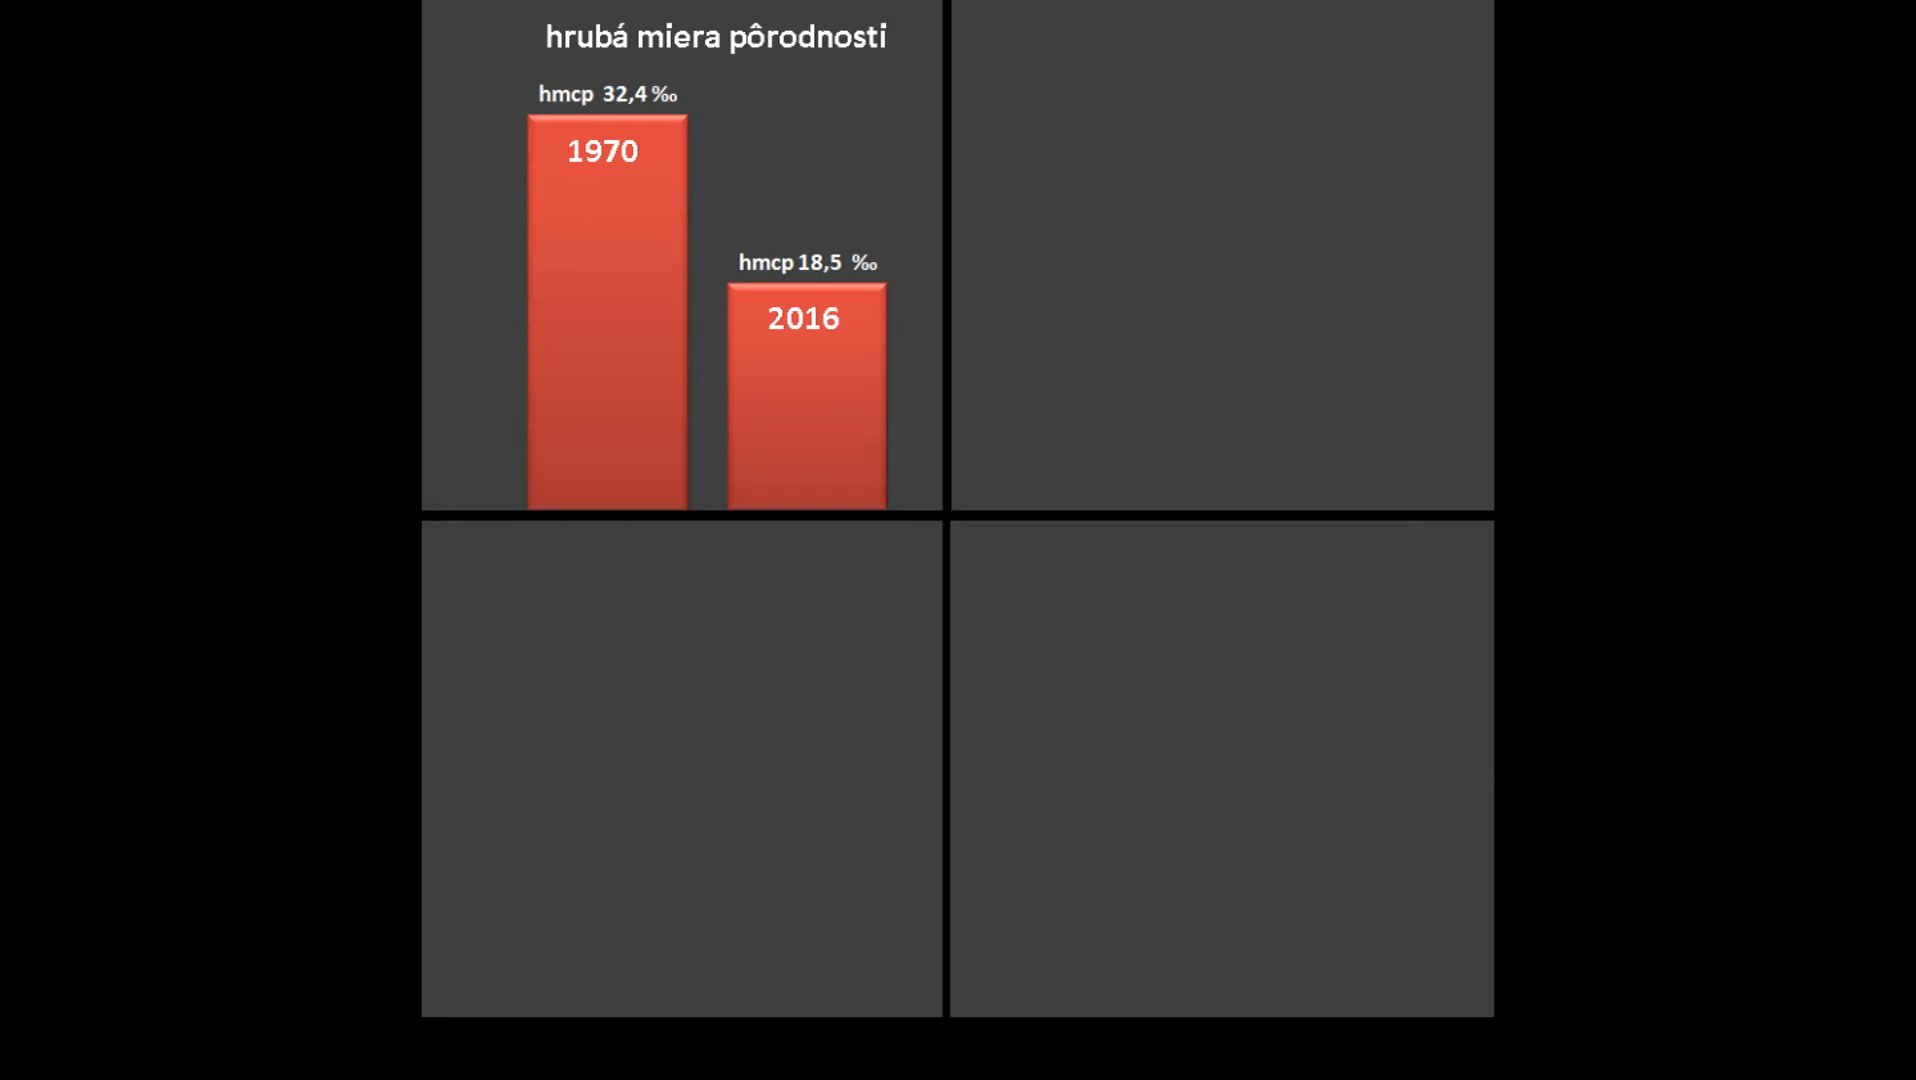 hrubá miera pôrodnosti
hmcp 32,4 ‰
1970
hmcp 18,5 ‰
2016